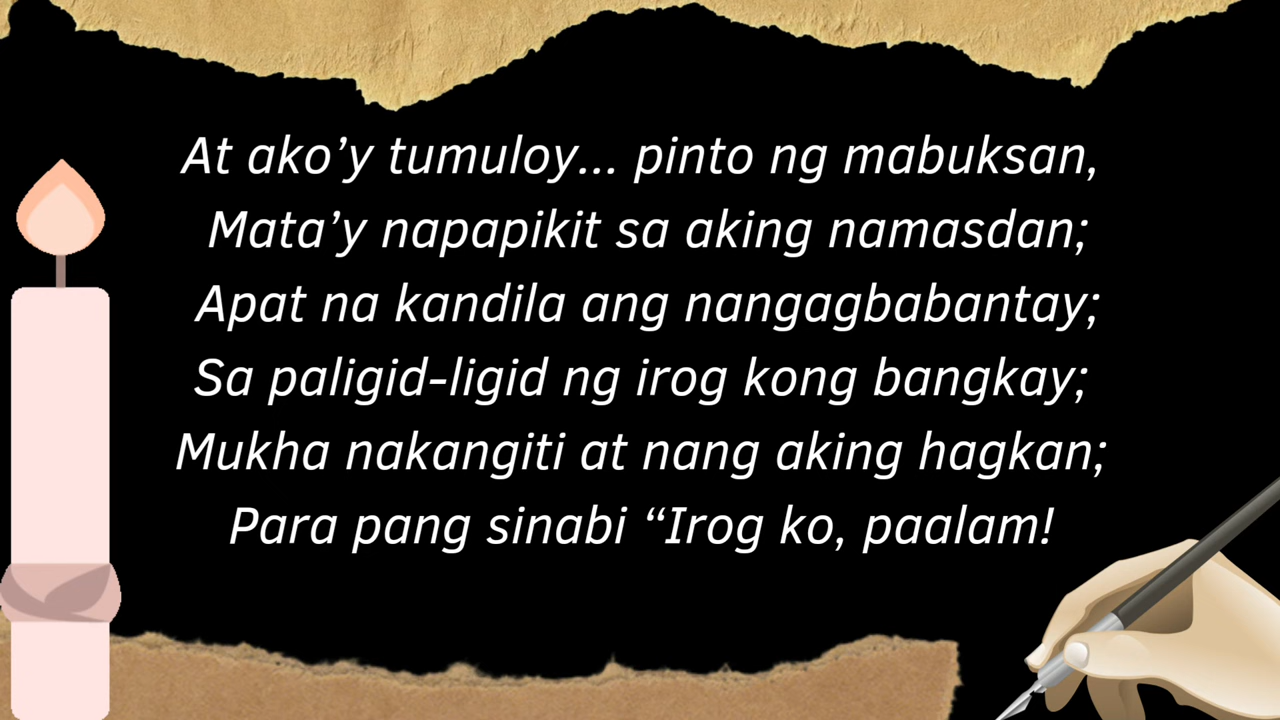 At ako’y tumuloy... pinto ng mabuksan,
Mata’y napapikit sa aking namasdan;
Apat na kandila ang nangagbabantay;
Sa paligid-ligid ng irog kong bangkay;
Mukha nakangiti at nang aking hagkan;
Para pang sinabi “Irog ko, paalam!